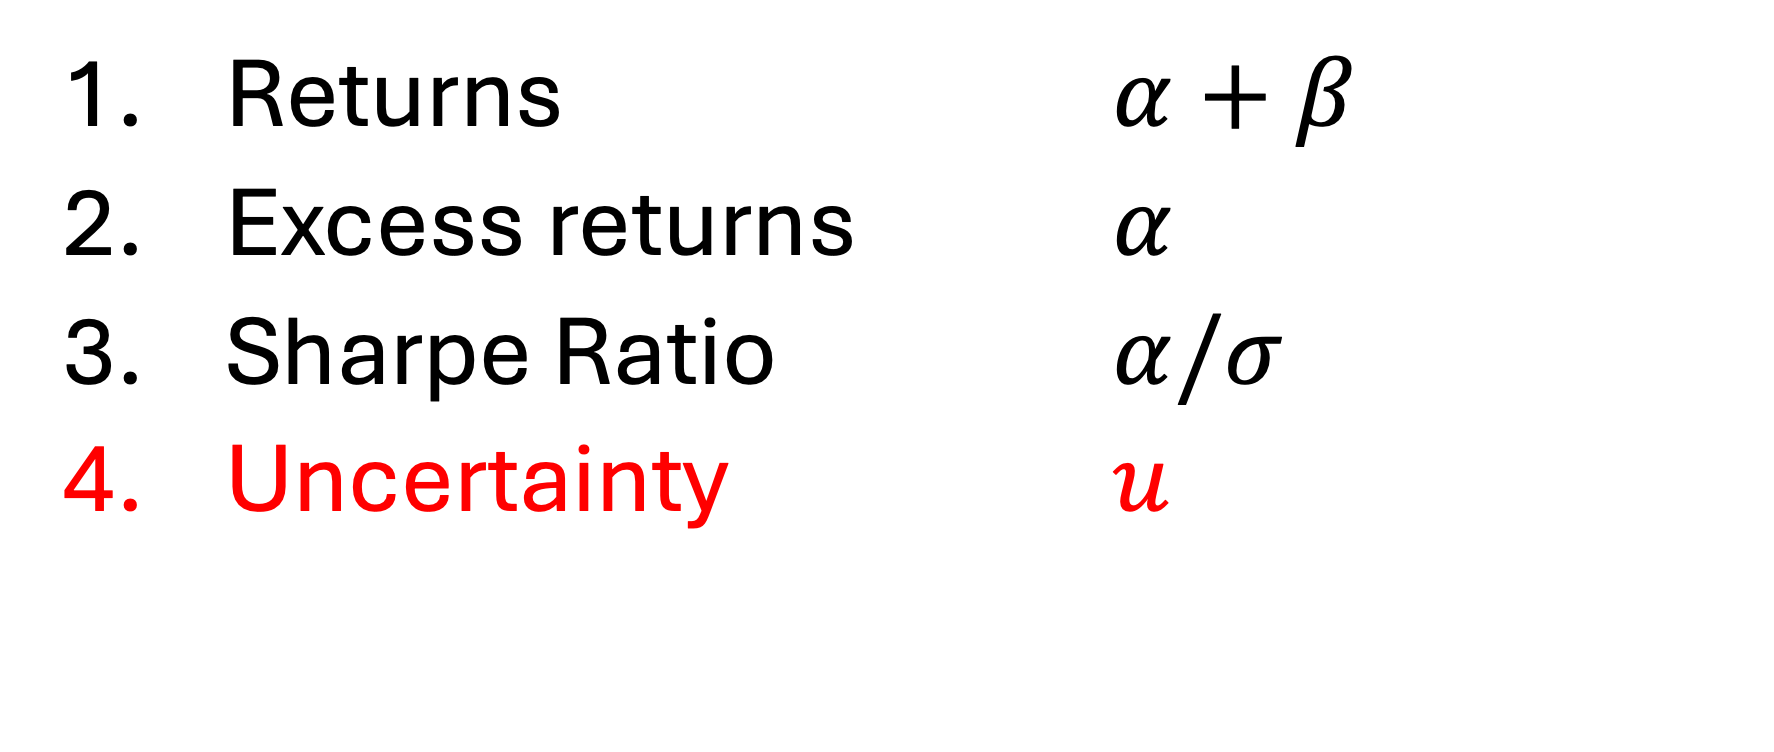 1. Returns α + β
2. Excess returns α
3. Sharpe Ratio α/σ
4. Uncertainty u